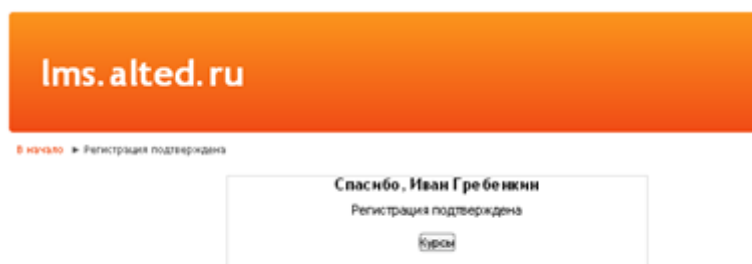 lms.alted.ru
В начало ► Регистрация подтверждена
Спасибо, Иван Гребенкин
Регистрация подтверждена
Курсы